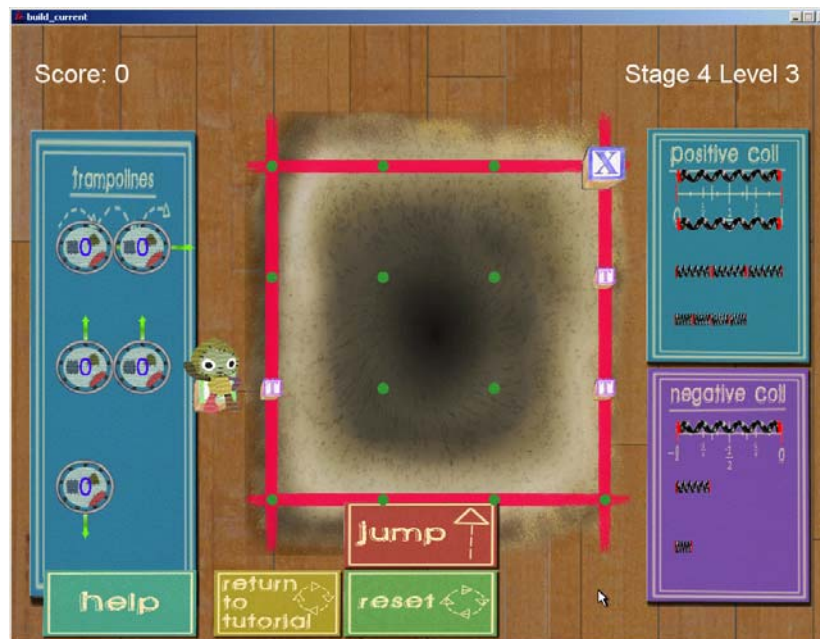 build_current
Score: 0
Stage 4 Level 3
trampolines
0 0
0 0
0
X
T
T T
positive coil
negative coil
-1 0
jump
help
return
to
tutorial
reset